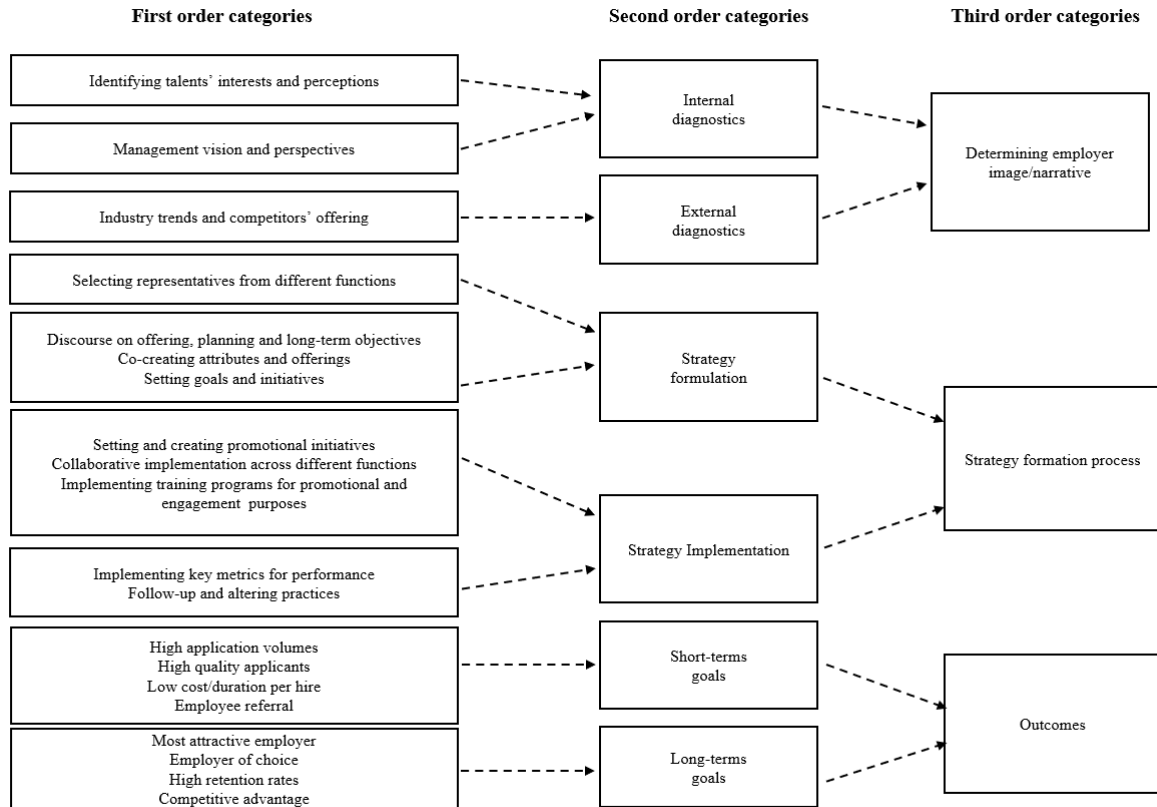 First order categories
Second order categories
Third order categories
Identifying talents’ interests and perceptions
Management vision and perspectives
Industry trends and competitors’ offering
Selecting representatives from different functions
Discourse on offering, planning and long-term objectives
Co-creating attributes and offerings
Setting goals and initiatives
Setting and creating promotional initiatives
Collaborative implementation across different functions
Implementing training programs for promotional and
engagement purposes
Implementing key metrics for performance
Follow-up and altering practices
High application volumes
High quality applicants
Low cost/duration per hire
Employee referral
Most attractive employer
Employer of choice
High retention rates
Competitive advantage
Internal
diagnostics
External
diagnostics
Strategy
formulation
Strategy Implementation
Short-terms
goals
Long-terms
goals
Determining employer
image/narrative
Strategy formation process
Outcomes